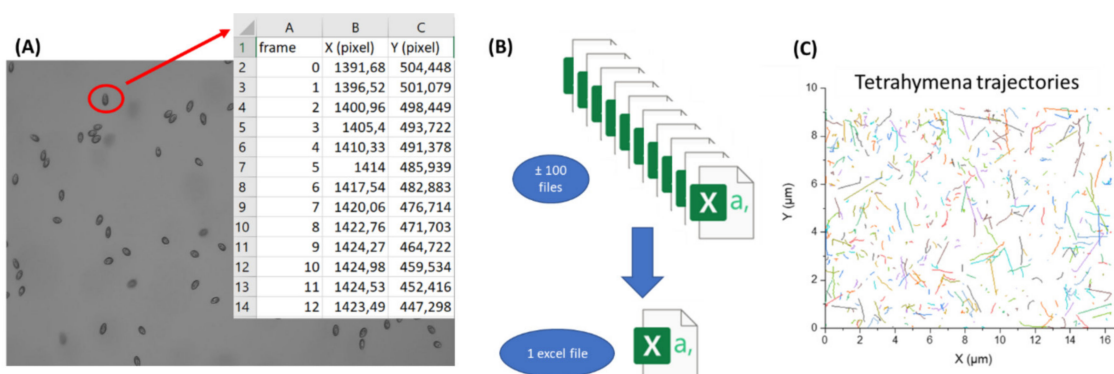 (A)
A B C
1 frame X (pixel) Y (pixel)
2 0 1391,68 504,448
3 1 1396,52 501,079
4 2 1400,96 498,449
5 3 1405,4 493,722
6 4 1410,33 491,378
7 5 1414 485,939
8 6 1417,54 482,883
9 7 1420,06 476,714
10 8 1422,76 471,703
11 9 1424,27 464,722
12 10 1424,98 459,534
13 11 1424,53 452,416
14 12 1423,49 447,298
(B)
± 100
files
X a,
1 excel file
X a,
(C)
Tetrahymena trajectories
10
8
6
4
2
0
Y (µm)
0 2 4 6 8 10 12 14 16
X (µm)